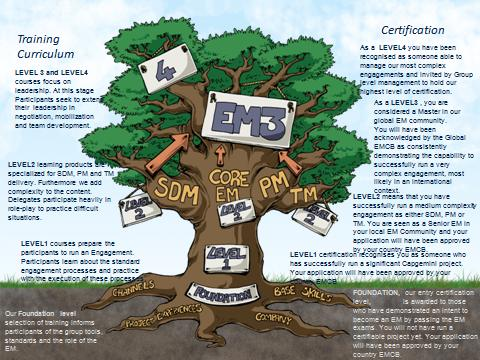 Training
Curriculum
LEVEL 3 and LEVEL4
courses focus on
leadership. At this stage
Participants seek to extend
their leadership in
negotiation, mobilization
and team development.
LEVEL2 learning products are
specialized for SDM, PM and TM
delivery. Furthermore we add
complexity to the content.
Delegates participate heavily in
role-play to practice difficult
situations.
LEVEL1 courses prepare the
participants to run an Engagement.
Participants learn about the standard
engagement processes and practice
with the execution of these processes
Our Foundation level
selection of training informs
participants of the group tools,
standards and the role of the
EM.
4
EM3
SDM
CORE
EM
PM
TM
LEVEL
2
LEVEL
2
LEVEL
2
LEVEL
1
FOUNDATION
CHANNELS
PROJECT EXPERIENCES
BASE SKILLS
COMPANY
Certification
As a LEVEL4 you have been
recognised as someone able to
manage our most complex
engagements and invited by Group
level management to hold our
highest level of certification.
As a LEVEL3 , you are
considered a Master in our
global EM community.
You will have been
acknowledged by the Global
EMCB as consistently
demonstrating the capability to
successfully run a very
complex engagement, most
likely in an international
context.
LEVEL2 means that you have
successfully run a medium complexity
engagement as either SDM, PM or
TM. You are seen as a Senior EM in
your local EM Community and your
application will have been approved
by your country EMCB.
LEVEL1 certification recognises you as someone who
has successfully run a significant Capgemini project.
Your application will have been approved by your
EMCB.
FOUNDATION, our entry certification
level, is awarded to those
who have demonstrated an intent to
become an EM by passing the EM
exams. You will not have run a
certifiable project yet. Your application
will have been approved by your
country EMCB.